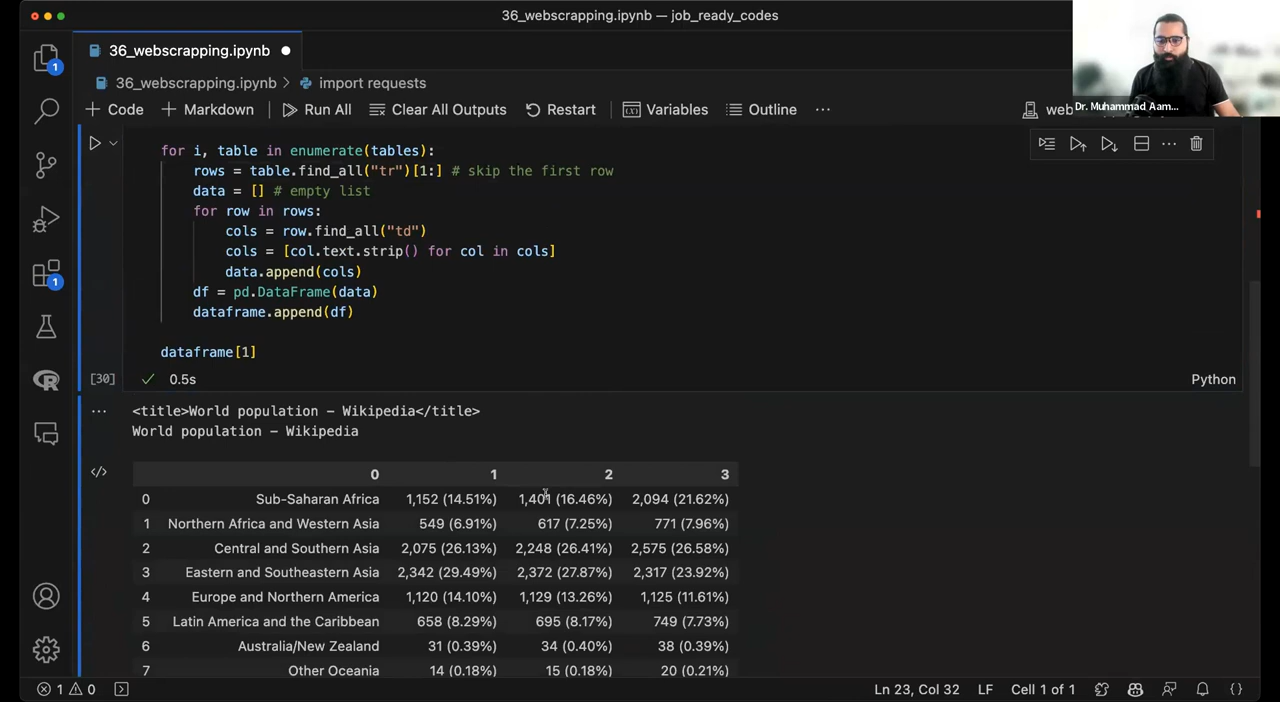 36_webscrapping.ipynb — job_ready_codes
36_webscrapping.ipynb
1
36_webscrapping.ipynb > import requests
Code Markdown Run All Clear All Outputs Restart Variables Outline ... web
Dr. Muhammad Aam...
for i, table in enumerate(tables):
rows = table.find_all("tr")[1:] # skip the first row
data = [] # empty list
for row in rows:
cols = row.find_all("td")
cols = [col.text.strip() for col in cols]
data.append(cols)
df = pd.DataFrame(data)
dataframe.append(df)
1
dataframe[1]
[30] 0.5s Python
<title>World population - Wikipedia</title>
World population - Wikipedia
0 1 2 3
0 Sub-Saharan Africa 1,152 (14.51%) 1,401 (16.46%) 2,094 (21.62%)
1 Northern Africa and Western Asia 549 (6.91%) 617 (7.25%) 771 (7.96%)
2 Central and Southern Asia 2,075 (26.13%) 2,248 (26.41%) 2,575 (26.58%)
3 Eastern and Southeastern Asia 2,342 (29.49%) 2,372 (27.87%) 2,317 (23.92%)
4 Europe and Northern America 1,120 (14.10%) 1,129 (13.26%) 1,125 (11.61%)
5 Latin America and the Caribbean 658 (8.29%) 695 (8.17%) 749 (7.73%)
6 Australia/New Zealand 31 (0.39%) 34 (0.40%) 38 (0.39%)
7 Other Oceania 14 (0.18%) 15 (0.18%) 20 (0.21%)
1 0 Ln 23, Col 32 LF Cell 1 of 1